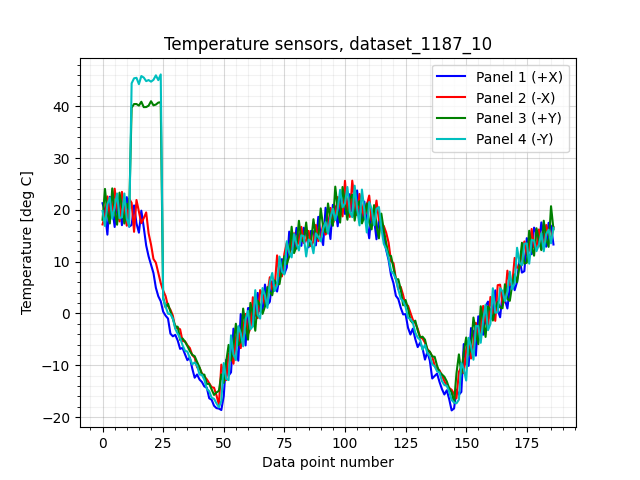 Temperature sensors, dataset_1187_10
Panel 1 (+X)
Panel 2 (-X)
Panel 3 (+Y)
Panel 4 (-Y)
Temperature [deg C]
40
30
20
10
0
−10
−20
0 25 50 75 100 125 150 175
Data point number